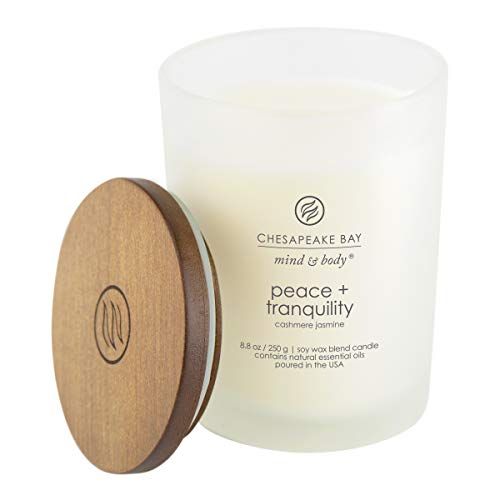 CHESAPEAKE BAY
mind & body®
peace +
tranquility
cashmere jasmine
8.8 oz / 250 g | soy wax blend candle
contains natural essential oils
poured in the USA